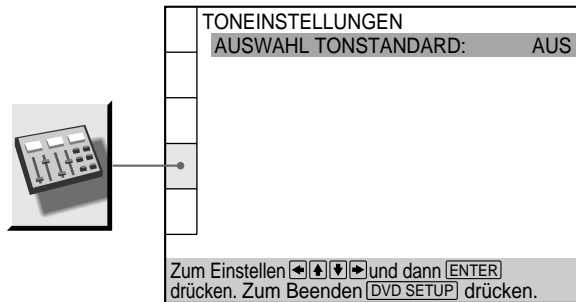 TONEINSTELLUNGEN
AUSWAHL TONSTANDARD: AUS
Zum Einstellen ←↑↓→ und dann ENTER
drücken. Zum Beenden DVD SETUP drücken.